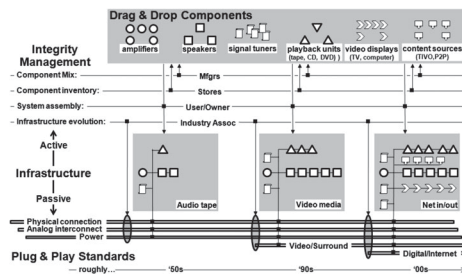 Drag & Drop Components
amplifiers
speakers
signal tuners
playback units
(tape, CD, DVD)
video displays
(TV, computer)
content sources
(TIVO,P2P)
Integrity
Management
Component Mix:
Mfgrs
Component inventory:
Stores
System assembly:
User/Owner
Infrastructure evolution:
Industry Assoc
Active
Infrastructure
Passive
Audio tape
Video media
Net in/out
Physical connection
Analog interconnect
Power
Video/Surround
Digital/Internet
Plug & Play Standards
roughly…
'50s
'90s
'00s